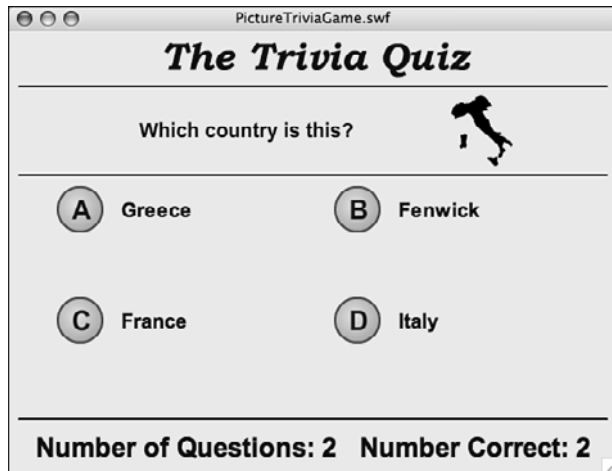 PictureTriviaGame.swf
The Trivia Quiz
Which country is this?
A Greece
B Fenwick
C France
D Italy
Number of Questions: 2 Number Correct: 2